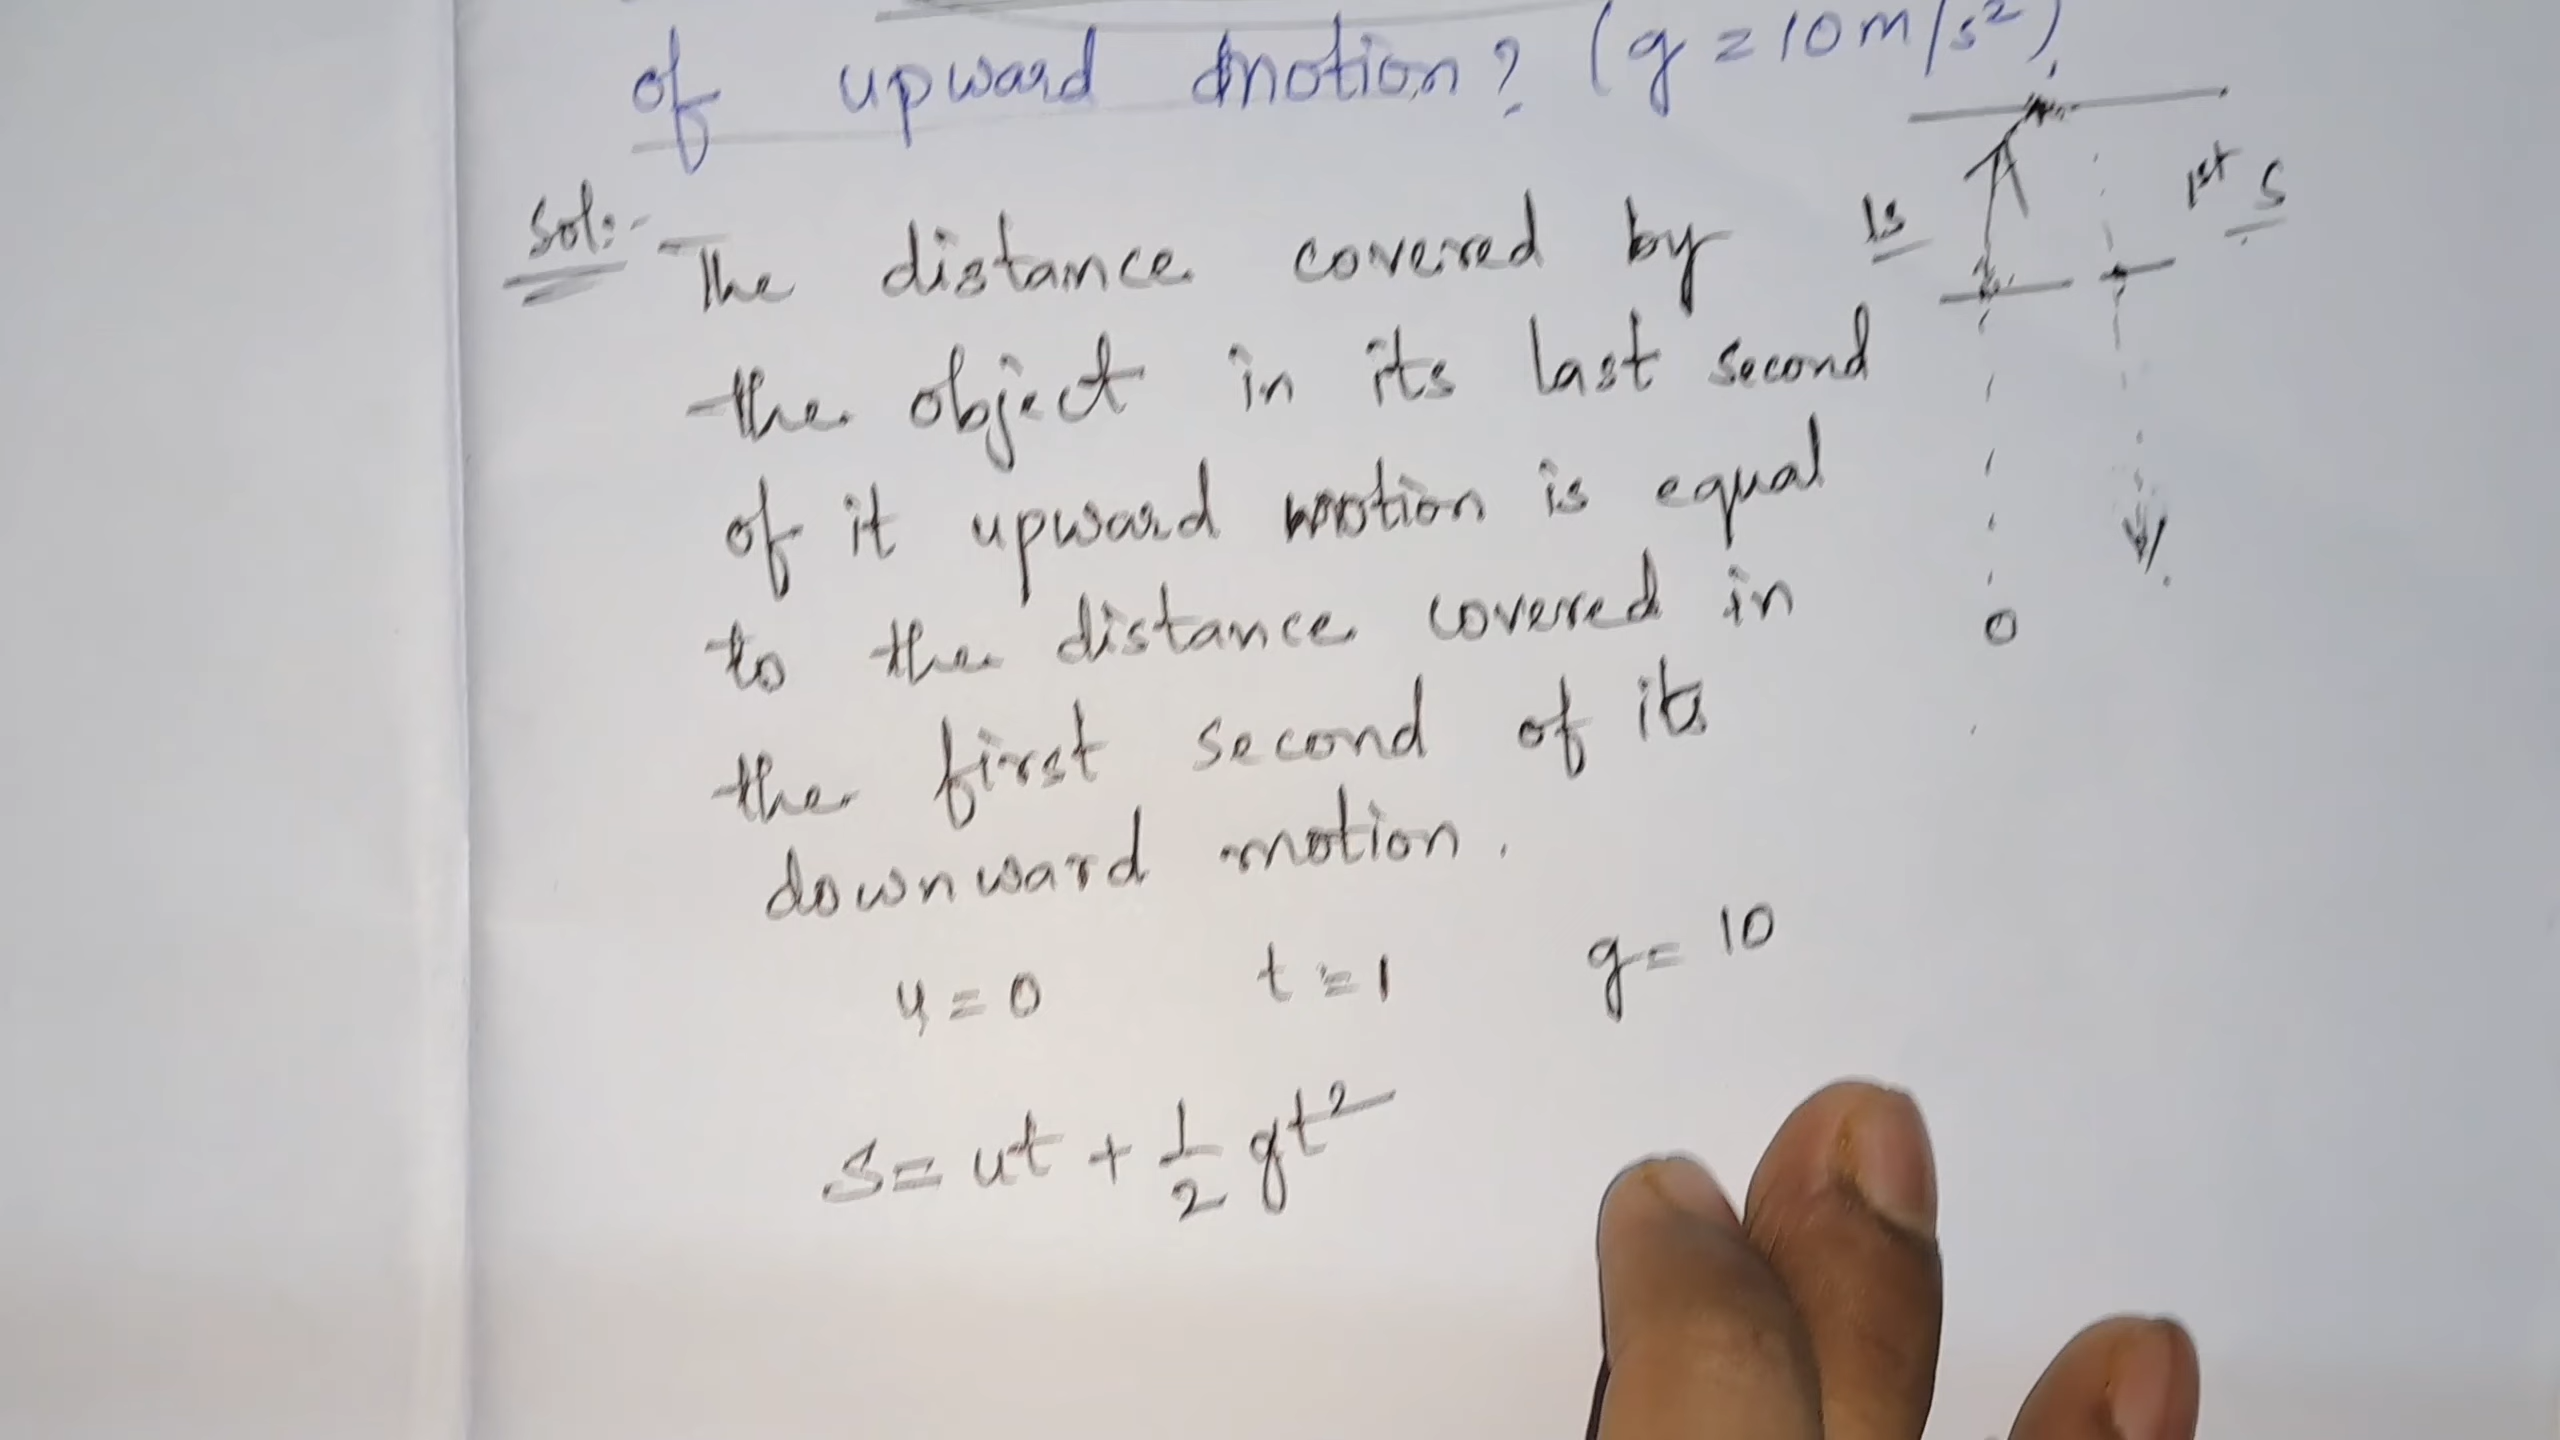 of upward motion? (g = 10 m/s²).
Sol:- The distance covered by
the object in its last second
of it upward motion is equal
to the distance covered in
the first second of its
downward motion.
u = 0 t = 1 g = 10
S = ut + 1/2 gt²
1s
1st s